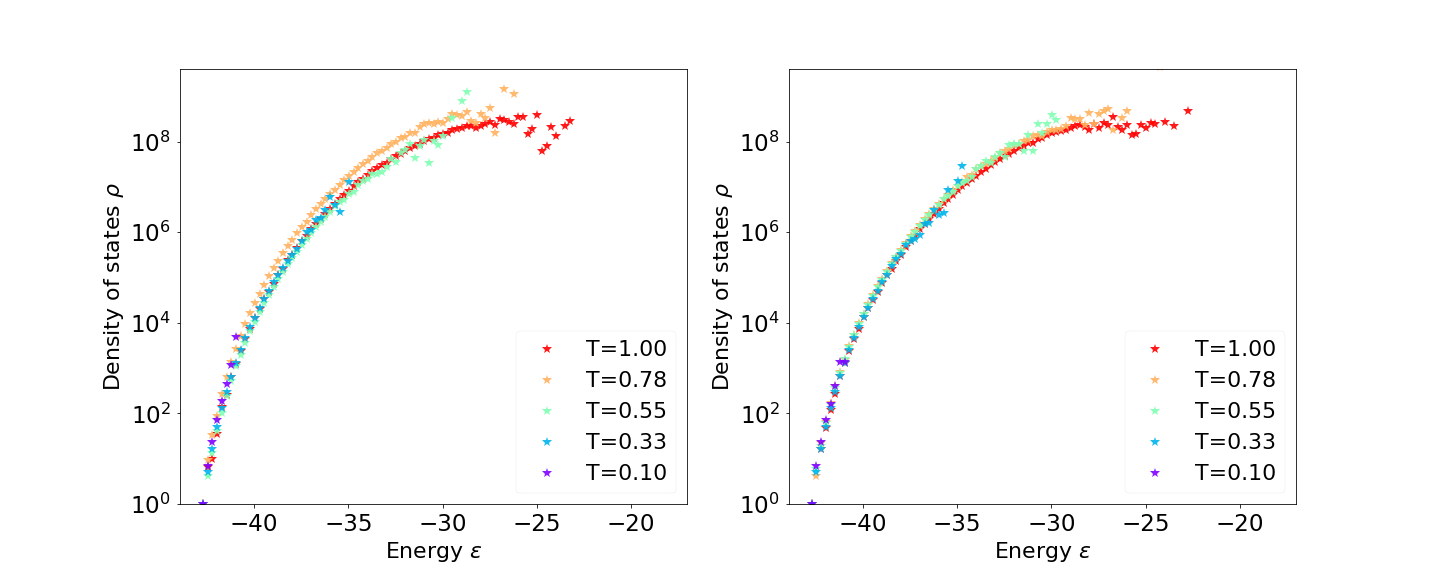 Density of states ρ
10^8
10^6
10^4
10^2
10^0
−40 −35 −30 −25 −20
Energy ε
T=1.00
T=0.78
T=0.55
T=0.33
T=0.10
Density of states ρ
10^8
10^6
10^4
10^2
10^0
−40 −35 −30 −25 −20
Energy ε
T=1.00
T=0.78
T=0.55
T=0.33
T=0.10